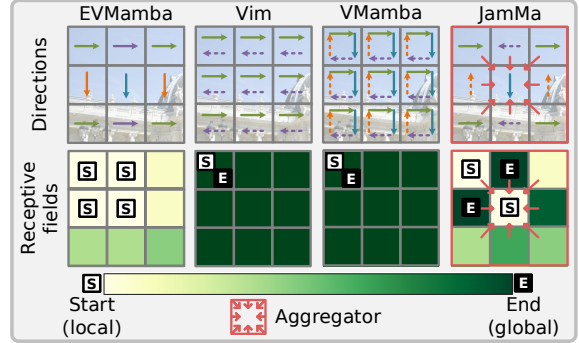 EVMamba Vim VMamba JamMa
Directions
Receptive
fields
S S S E S E S E
S S E S
S E
Start Aggregator End
(local) (global)